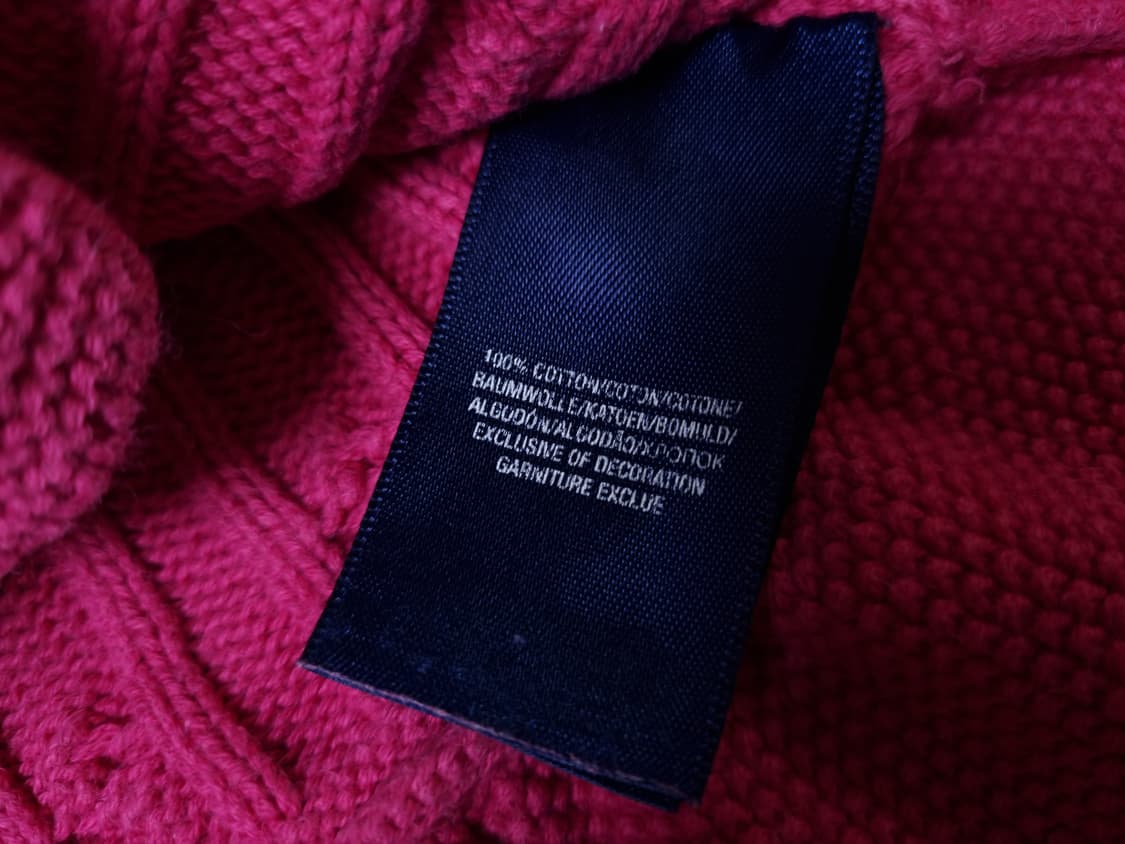 100% COTTON/COTON/COTONE/
BAUMWOLLE/KATOEN/BOMULD/
ALGODÓN/ALGODÃO/ХЛОПОК
EXCLUSIVE OF DECORATION
GARNITURE EXCLUE